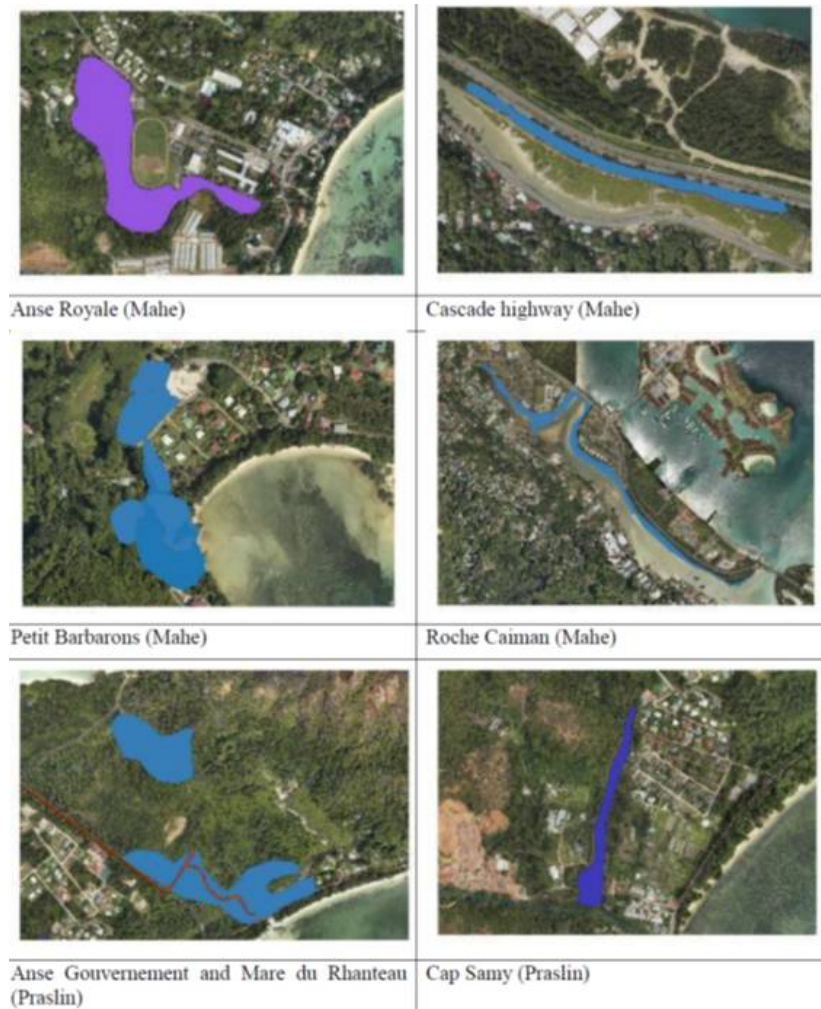 Anse Royale (Mahe)
Cascade highway (Mahe)
Petit Barbarons (Mahe)
Roche Caiman (Mahe)
Anse Gouvernement and Mare du Rhanteau
(Praslin)
Cap Samy (Praslin)